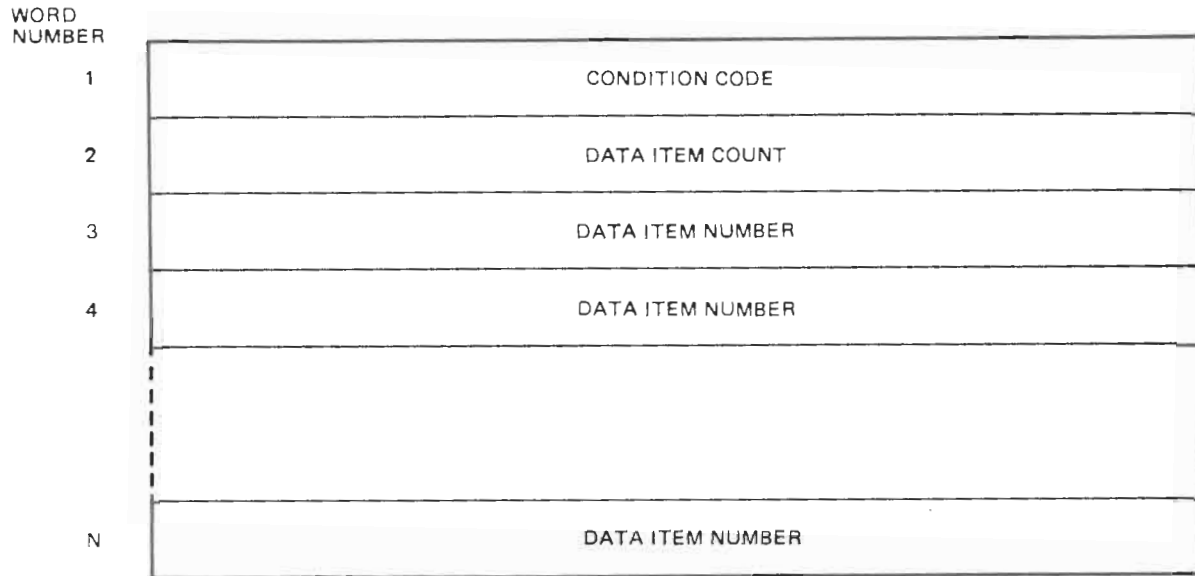 WORD
NUMBER
1 CONDITION CODE
2 DATA ITEM COUNT
3 DATA ITEM NUMBER
4 DATA ITEM NUMBER
N DATA ITEM NUMBER